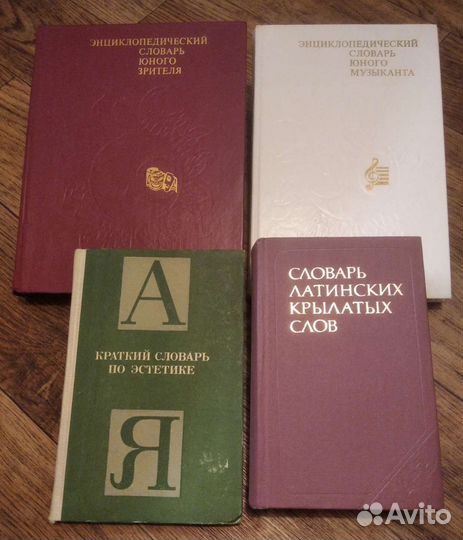 ЭНЦИКЛОПЕДИЧЕСКИЙ
СЛОВАРЬ
ЮНОГО
ЗРИТЕЛЯ
ЭНЦИКЛОПЕДИЧЕСКИЙ
СЛОВАРЬ
ЮНОГО
МУЗЫКАНТА
А
КРАТКИЙ СЛОВАРЬ
ПО ЭСТЕТИКЕ
Я
СЛОВАРЬ
ЛАТИНСКИХ
КРЫЛАТЫХ
СЛОВ
Avito